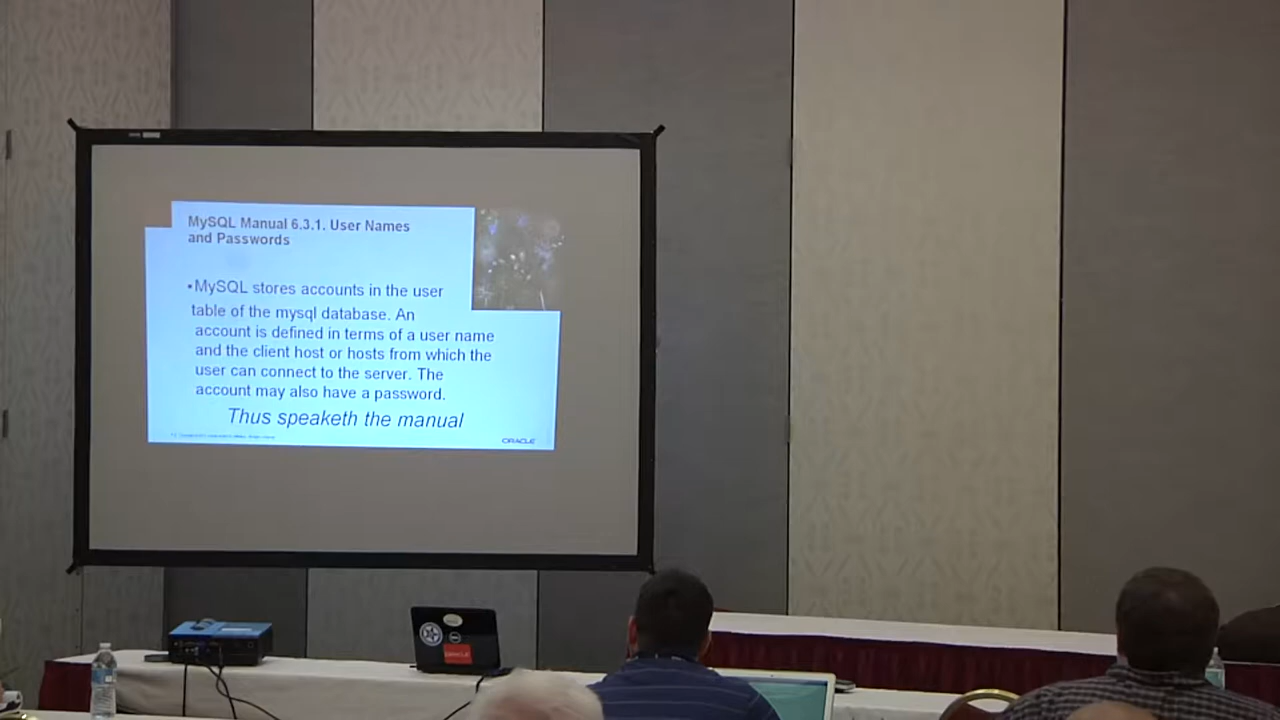 MySQL Manual 6.3.1. User Names
and Passwords
•MySQL stores accounts in the user
table of the mysql database. An
account is defined in terms of a user name
and the client host or hosts from which the
user can connect to the server. The
account may also have a password.
Thus speaketh the manual
ORACLE